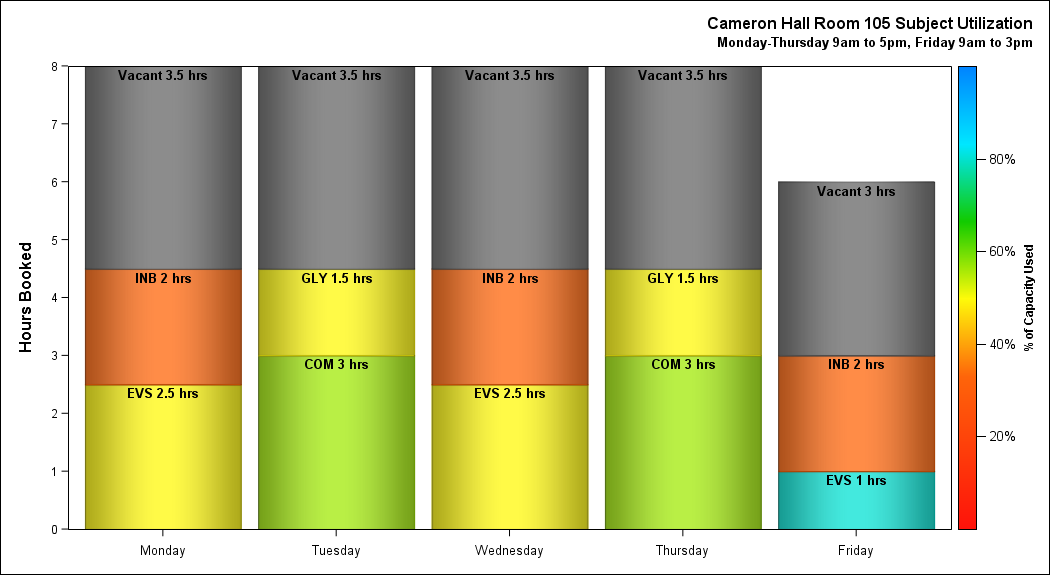 Cameron Hall Room 105 Subject Utilization
Monday-Thursday 9am to 5pm, Friday 9am to 3pm
Hours Booked
8
7
6
5
4
3
2
1
0
Vacant 3.5 hrs
INB 2 hrs
EVS 2.5 hrs
Vacant 3.5 hrs
GLY 1.5 hrs
COM 3 hrs
Vacant 3.5 hrs
INB 2 hrs
EVS 2.5 hrs
Vacant 3.5 hrs
GLY 1.5 hrs
COM 3 hrs
Vacant 3 hrs
INB 2 hrs
EVS 1 hrs
Monday
Tuesday
Wednesday
Thursday
Friday
80%
60%
40%
20%
% of Capacity Used